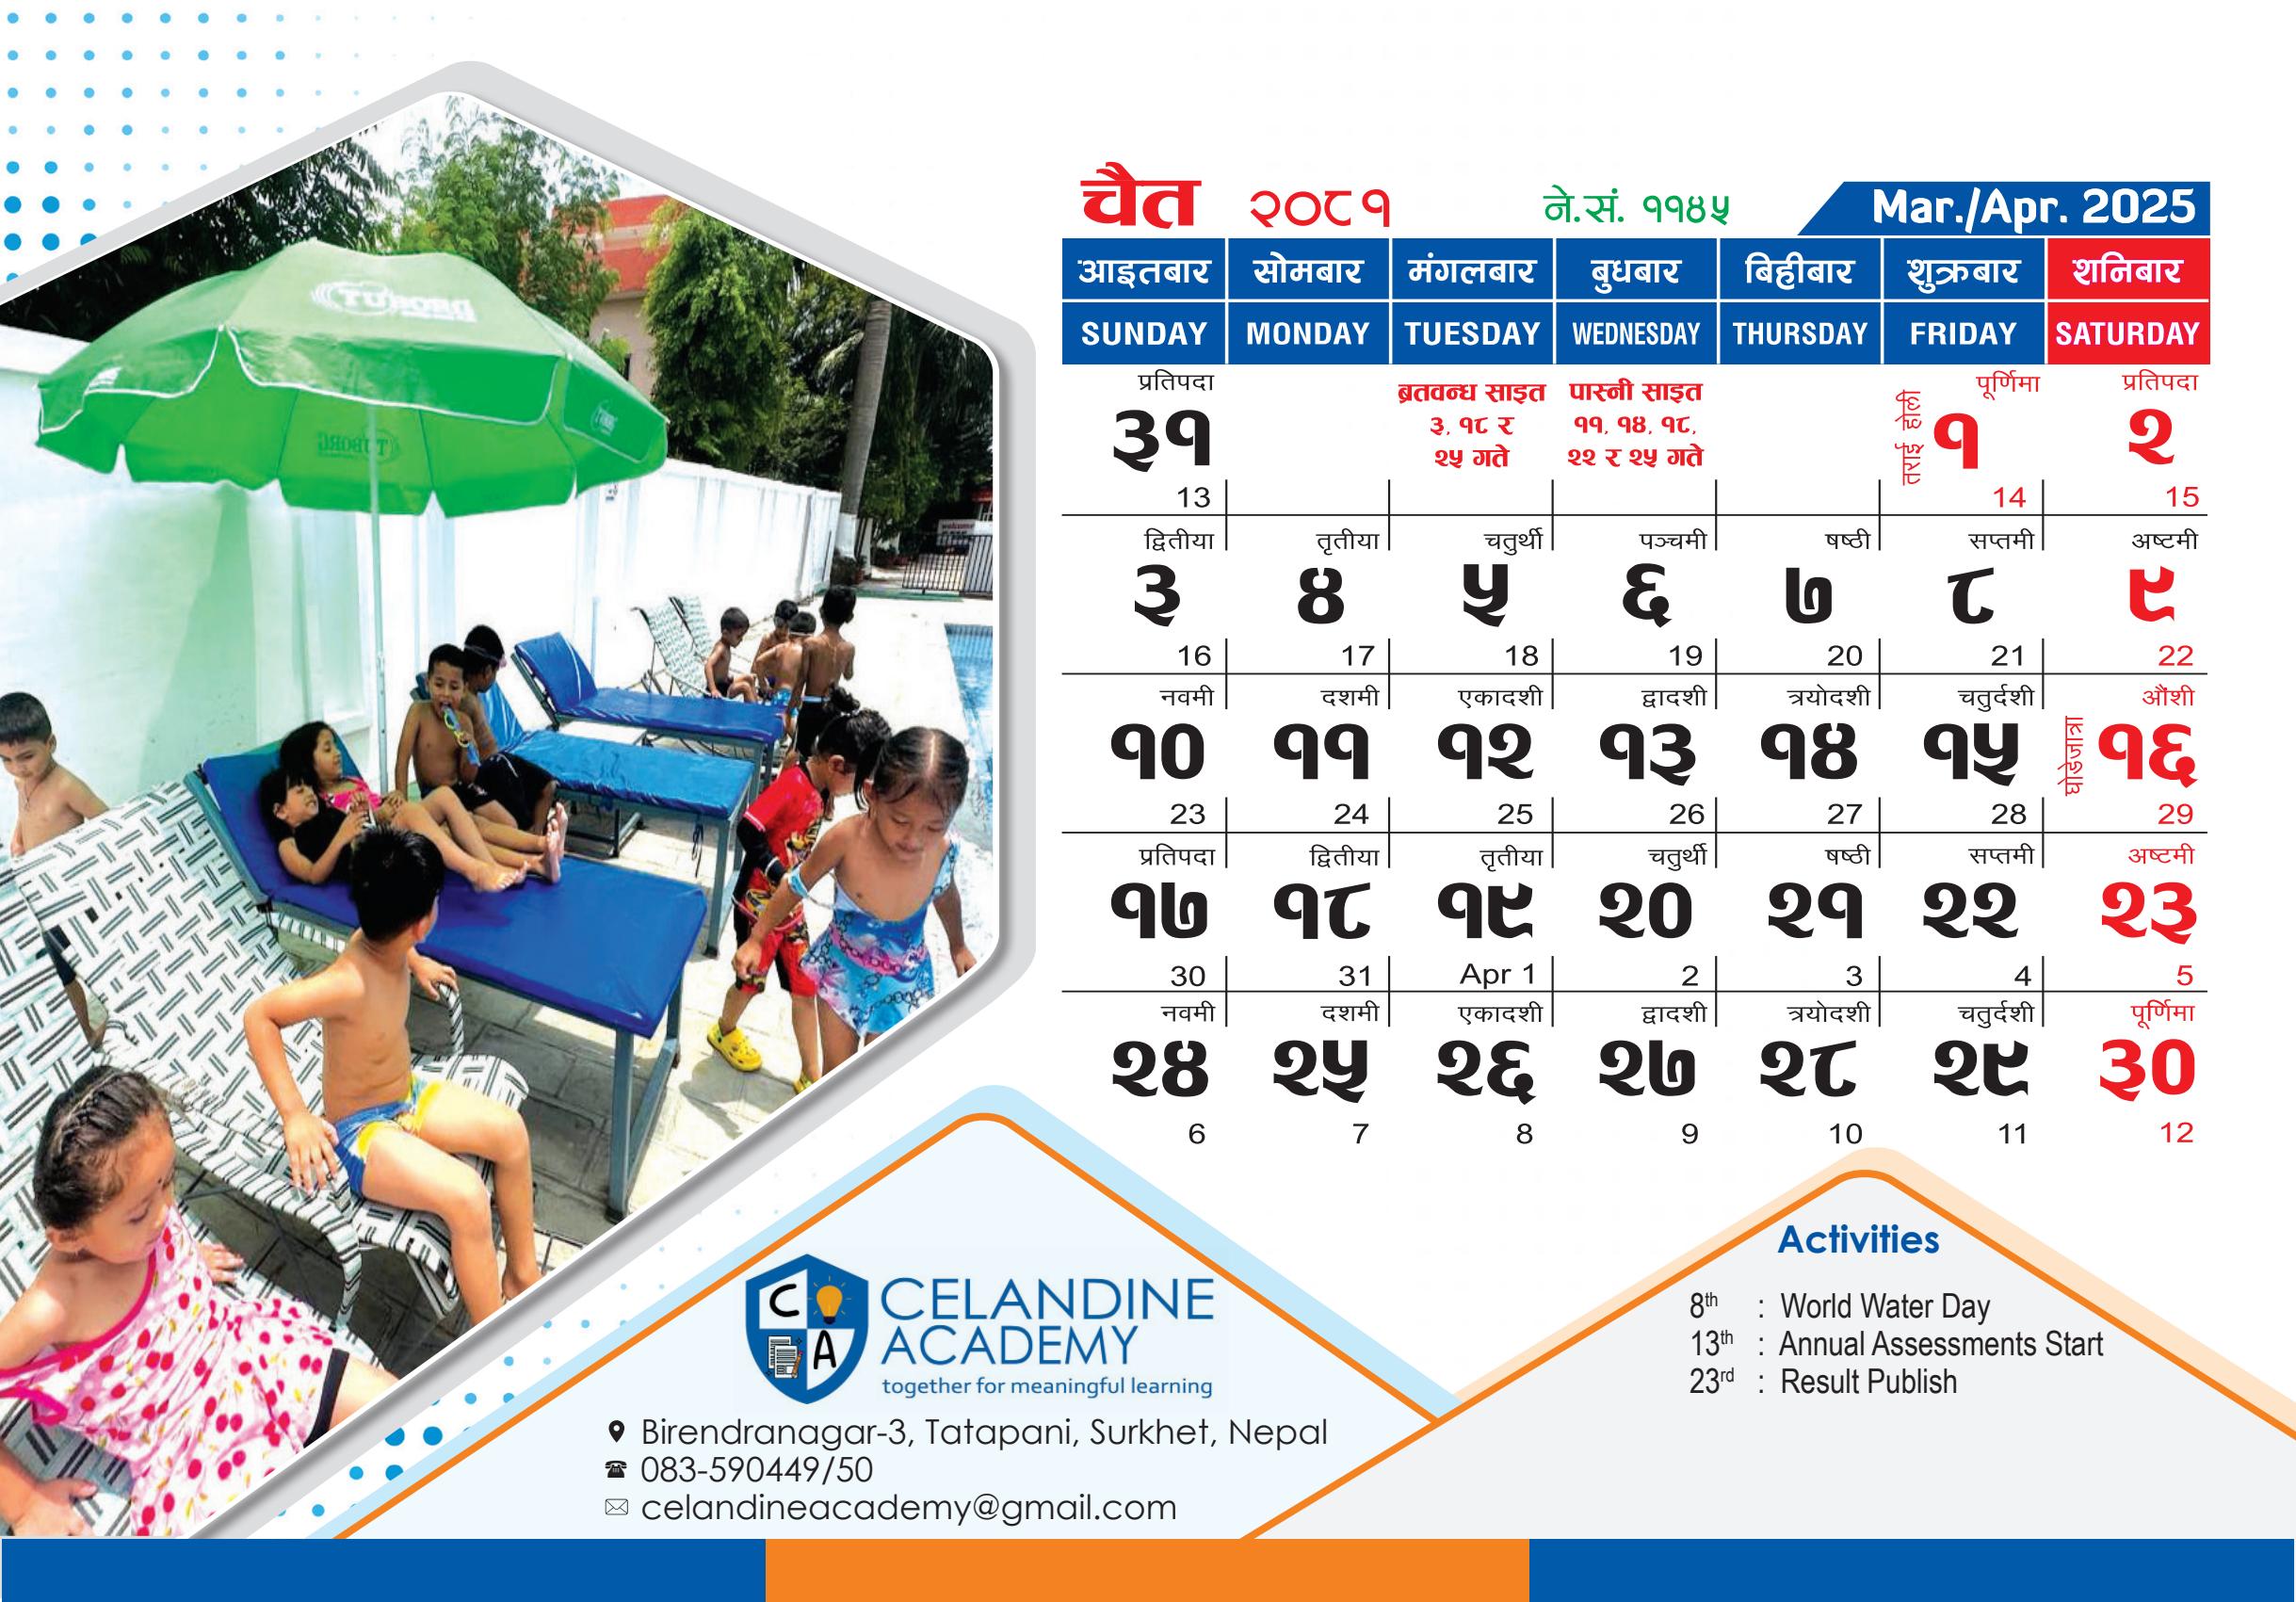 TUBORG
TUBORG
चैत २०८१ ने.सं. ११४५ Mar./Apr. 2025
आइतबार सोमबार मंगलबार बुधबार बिहीबार शुक्रबार शनिबार
SUNDAY MONDAY TUESDAY WEDNESDAY THURSDAY FRIDAY SATURDAY
प्रतिपदा ब्रतवन्ध साइत पास्नी साइत पूर्णिमा प्रतिपदा
३१ ३, १८ र ११, १४, १८, तराई होली १ २
२५ गते २२ र २५ गते
13 14 15
द्वितीया तृतीया चतुर्थी पञ्चमी षष्ठी सप्तमी अष्टमी
३ ४ ५ ६ ७ ८ ९
16 17 18 19 20 21 22
नवमी दशमी एकादशी द्वादशी त्रयोदशी चतुर्दशी औंशी
१० ११ १२ १३ १४ १५ घोडेजात्रा १६
23 24 25 26 27 28 29
प्रतिपदा द्वितीया तृतीया चतुर्थी षष्ठी सप्तमी अष्टमी
१७ १८ १९ २० २१ २२ २३
30 31 Apr 1 2 3 4 5
नवमी दशमी एकादशी द्वादशी त्रयोदशी चतुर्दशी पूर्णिमा
२४ २५ २६ २७ २८ २९ ३०
6 7 8 9 10 11 12
C A
CELANDINE
ACADEMY
together for meaningful learning
Birendranagar-3, Tatapani, Surkhet, Nepal
083-590449/50
celandineacademy@gmail.com
Activities
8th : World Water Day
13th : Annual Assessments Start
23rd : Result Publish